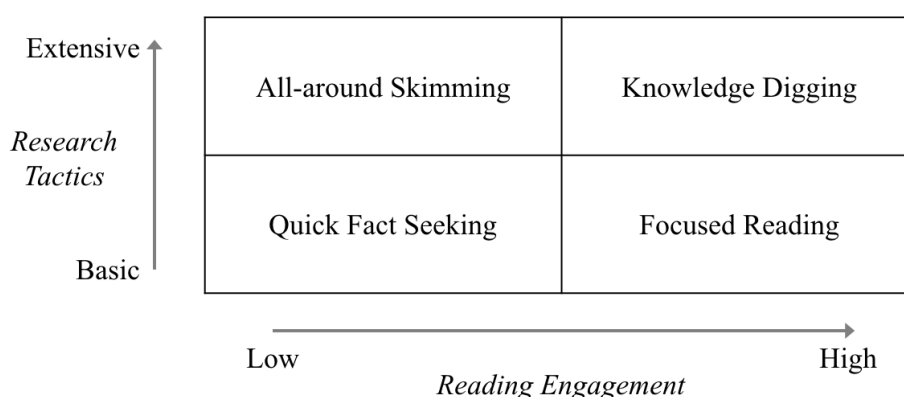 Extensive
All-around Skimming
Knowledge Digging
Research
Tactics
Quick Fact Seeking
Focused Reading
Basic
Low
High
Reading Engagement